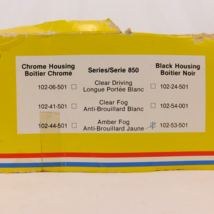 Chrome Housing Series/Serie 850 Black Housing
Boitier Chromé Boitier Noir
Clear Driving
102-06-501 Longue Portée Blanc 102-24-501
Clear Fog
102-41-501 Anti-Brouillard Blanc 102-54-001
Amber Fog
102-44-501 Anti-Brouillard Jaune 102-53-501